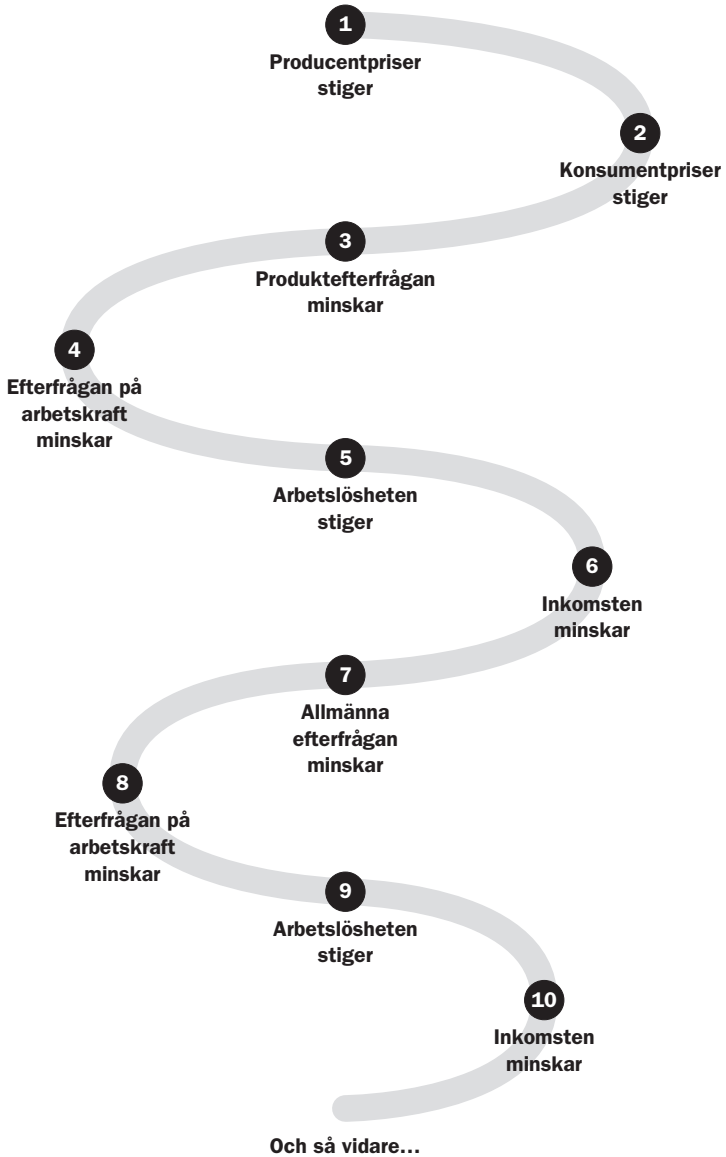 1
Producentpriser
stiger
2
Konsumentpriser
stiger
3
Produktefterfrågan
minskar
4
Efterfrågan på
arbetskraft
minskar
5
Arbetslösheten
stiger
6
Inkomsten
minskar
7
Allmänna
efterfrågan
minskar
8
Efterfrågan på
arbetskraft
minskar
9
Arbetslösheten
stiger
10
Inkomsten
minskar
Och så vidare...